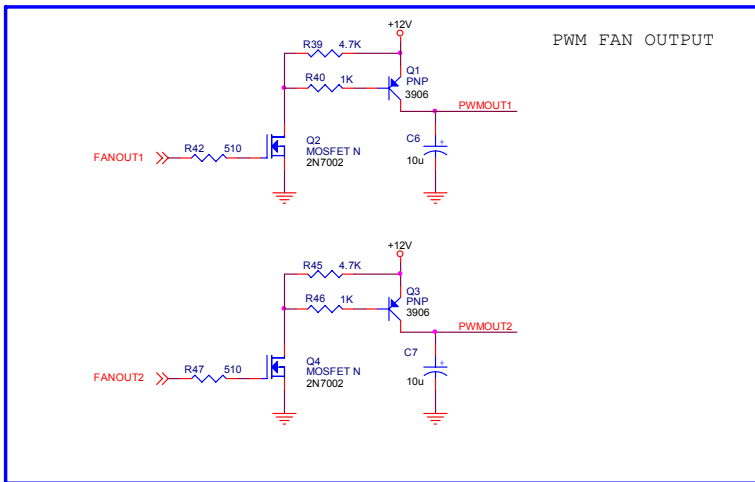 PWM FAN OUTPUT
+12V
R39 4.7K
R40 1K
Q1
PNP
3906
PWMOUT1
C6
+
10u
FANOUT1
R42 510
Q2
MOSFET N
2N7002
+12V
R45 4.7K
R46 1K
Q3
PNP
3906
PWMOUT2
C7
+
10u
FANOUT2
R47 510
Q4
MOSFET N
2N7002